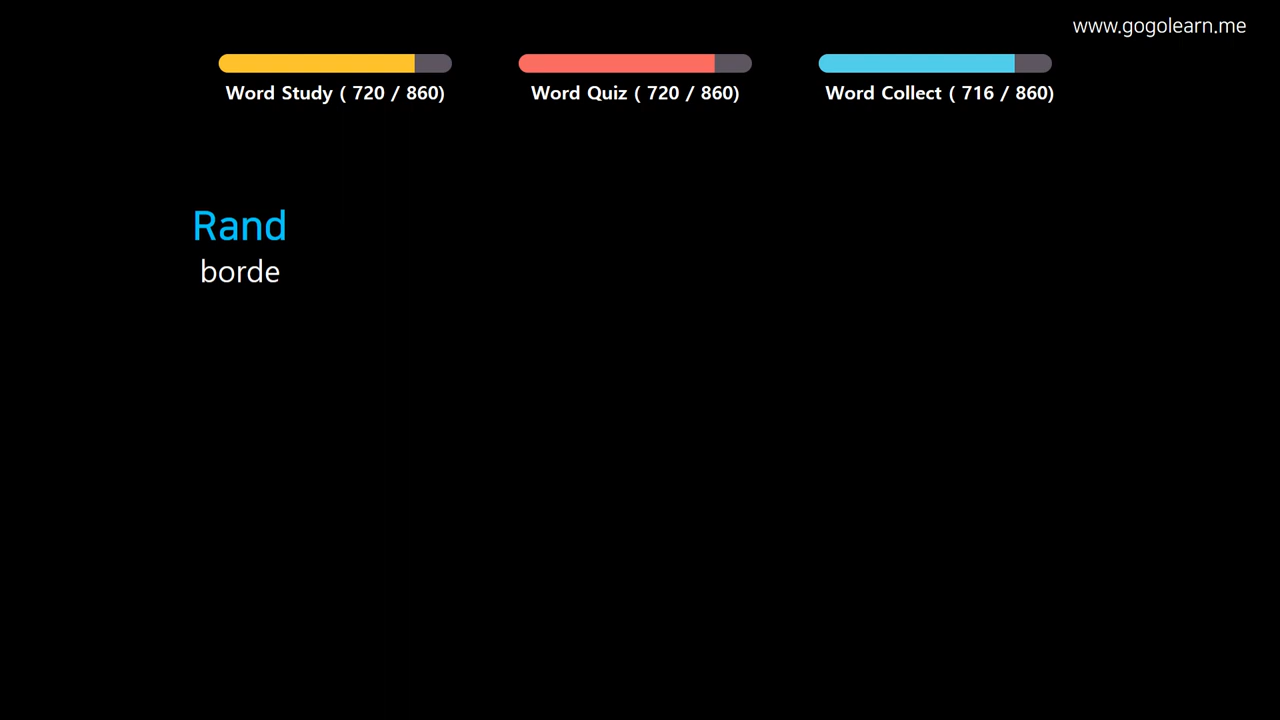 www.gogolearn.me
Word Study ( 720 / 860)
Word Quiz ( 720 / 860)
Word Collect ( 716 / 860)
Rand
borde